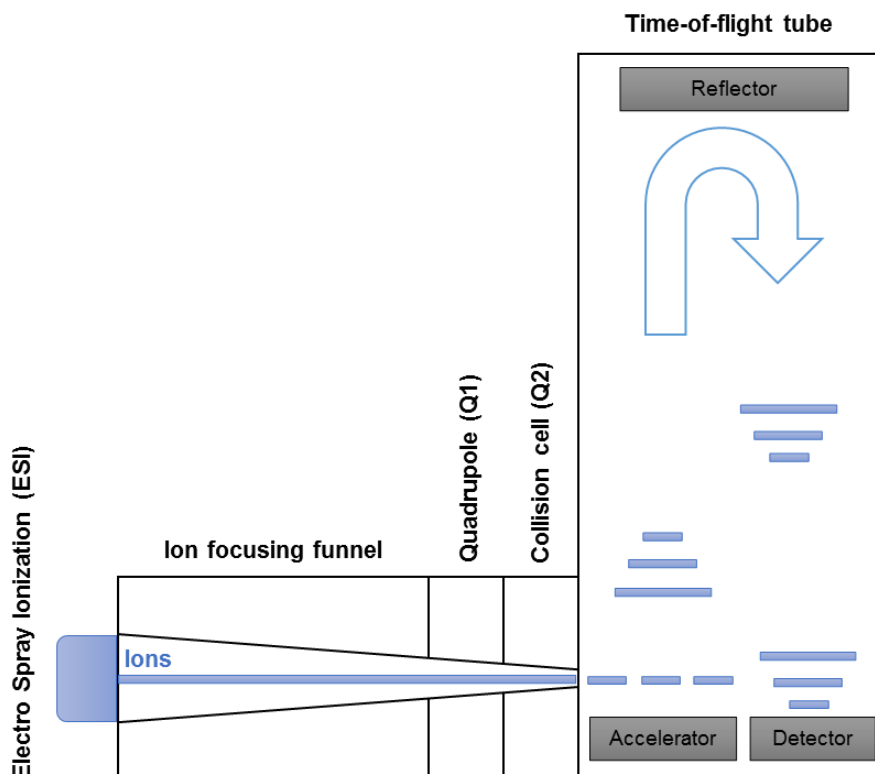 Time-of-flight tube
Reflector
Electro Spray Ionization (ESI)
Ion focusing funnel
Quadrupole (Q1)
Collision cell (Q2)
Ions
Accelerator
Detector